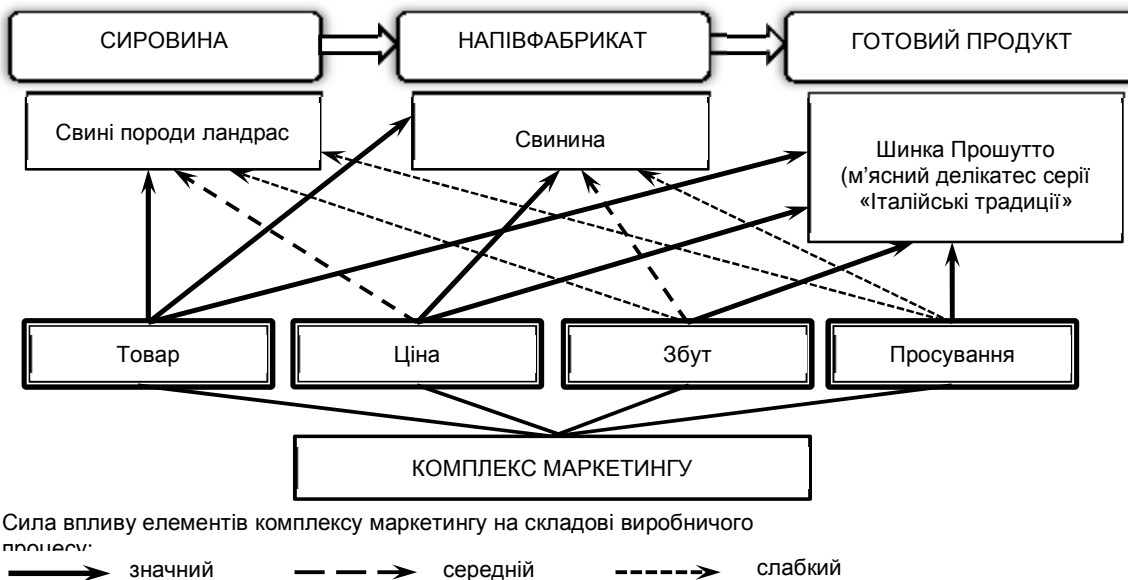 СИРОВИНА
НАПІВФАБРИКАТ
ГОТОВИЙ ПРОДУКТ
Свині породи ландрас
Свинина
Шинка Прошутто
(м’ясний делікатес серії
«Італійські традиції»
Товар
Ціна
Збут
Просування
КОМПЛЕКС МАРКЕТИНГУ
Сила впливу елементів комплексу маркетингу на складові виробничого
процесу:
значний
середній
слабкий